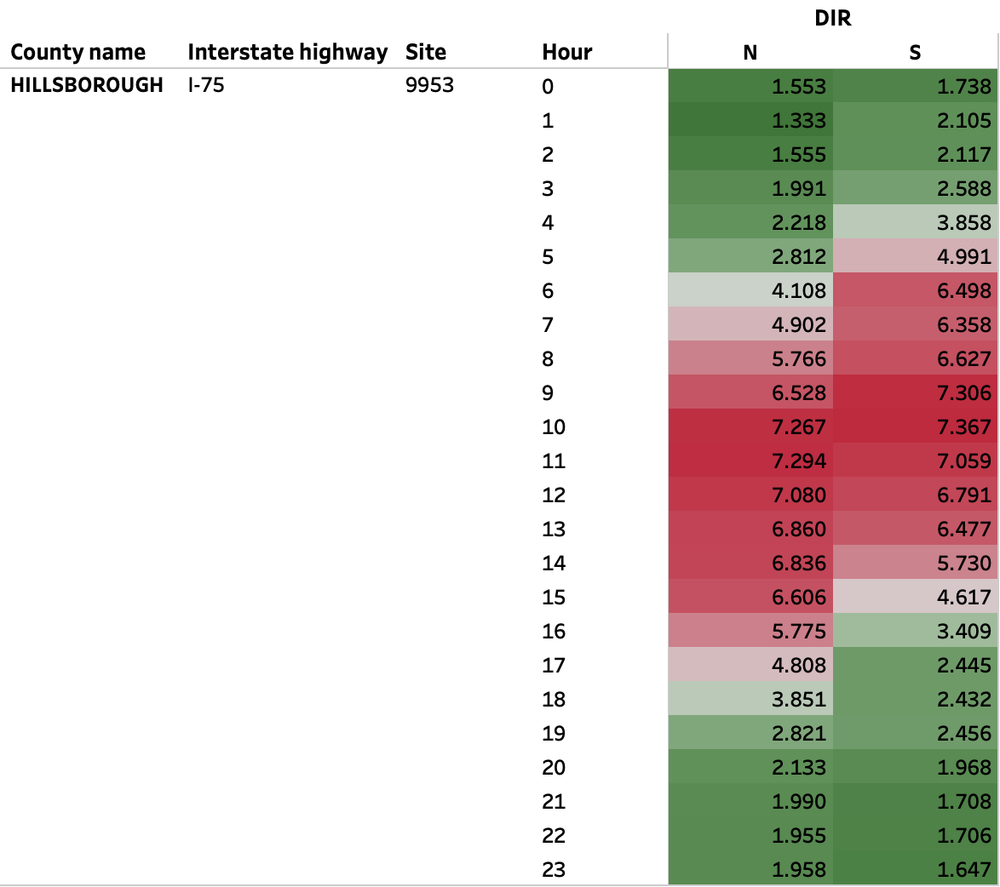 DIR
County name Interstate highway Site Hour N S
HILLSBOROUGH I-75 9953 0 1.553 1.738
1 1.333 2.105
2 1.555 2.117
3 1.991 2.588
4 2.218 3.858
5 2.812 4.991
6 4.108 6.498
7 4.902 6.358
8 5.766 6.627
9 6.528 7.306
10 7.267 7.367
11 7.294 7.059
12 7.080 6.791
13 6.860 6.477
14 6.836 5.730
15 6.606 4.617
16 5.775 3.409
17 4.808 2.445
18 3.851 2.432
19 2.821 2.456
20 2.133 1.968
21 1.990 1.708
22 1.955 1.706
23 1.958 1.647